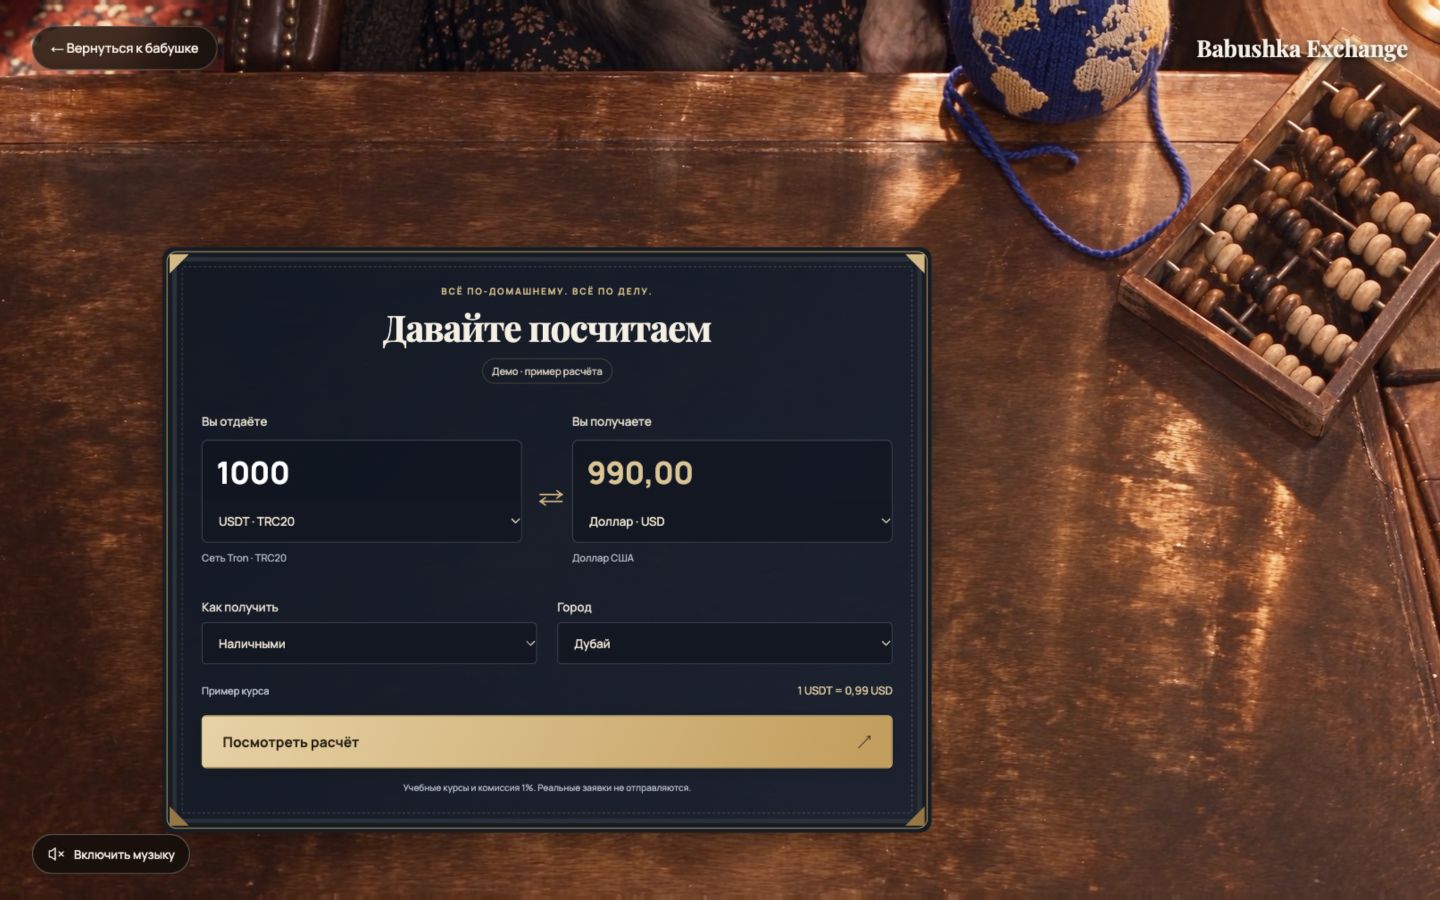 ← Вернуться к бабушке
Babushka Exchange
ВСЁ ПО-ДОМАШНЕМУ. ВСЁ ПО ДЕЛУ.
Давайте посчитаем
Демо · пример расчёта
Вы отдаёте
Вы получаете
1000
990,00
USDT · TRC20
Доллар · USD
Сеть Tron · TRC20
Доллар США
Как получить
Город
Наличными
Дубай
Пример курса
1 USDT = 0,99 USD
Посмотреть расчёт
Учебные курсы и комиссия 1%. Реальные заявки не отправляются.
Включить музыку